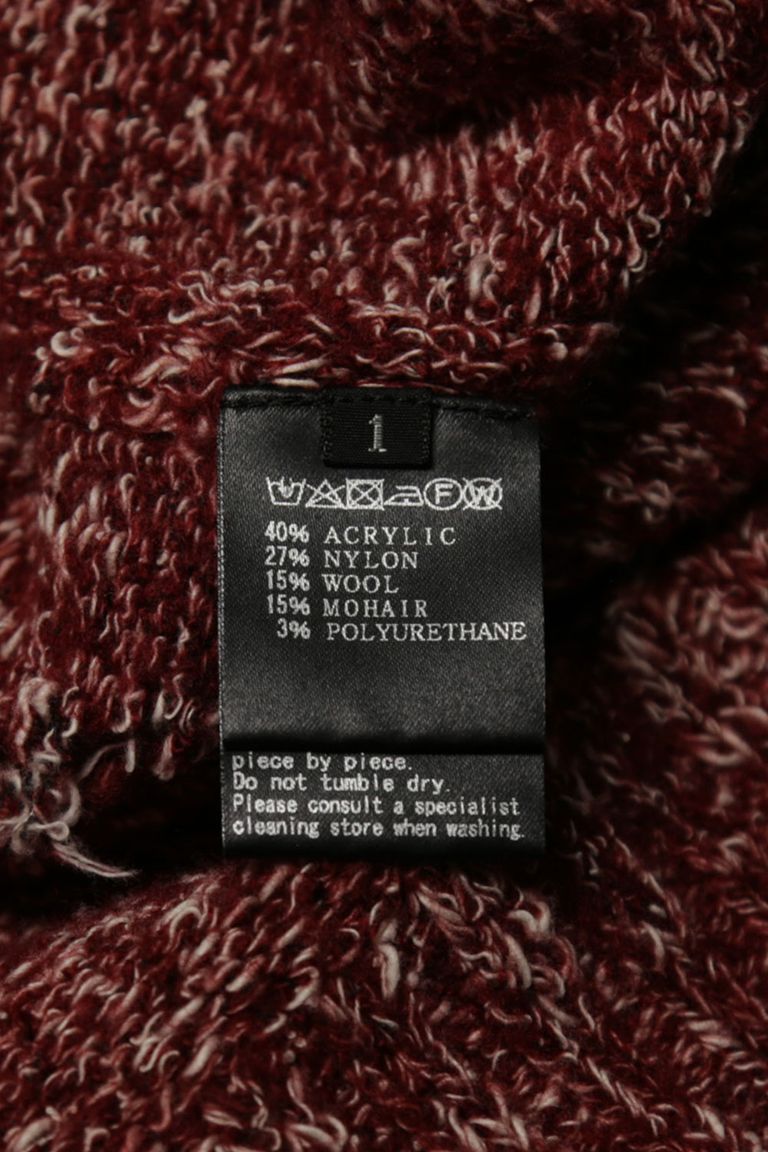 1
F W
40% ACRYLIC
27% NYLON
15% WOOL
15% MOHAIR
3% POLYURETHANE
piece by piece.
Do not tumble dry.
Please consult a specialist
cleaning store when washing.